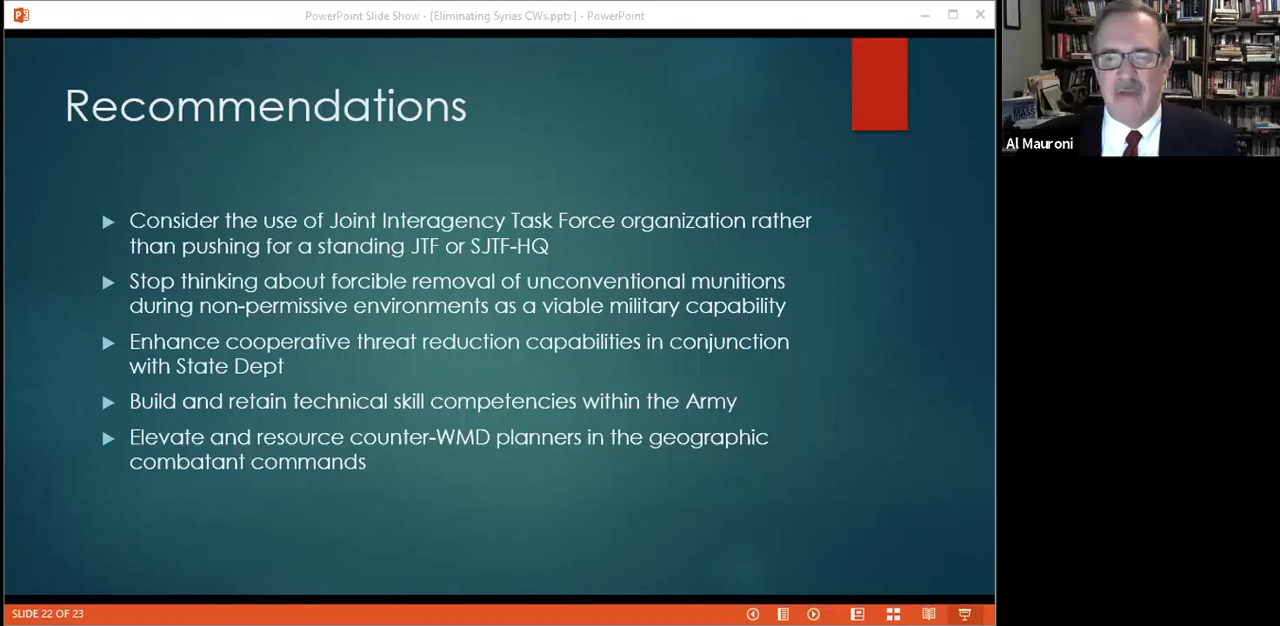 PowerPoint Slide Show - [Eliminating Syrias CWs.pptx] - PowerPoint
Recommendations
Consider the use of Joint Interagency Task Force organization rather
than pushing for a standing JTF or SJTF-HQ
Stop thinking about forcible removal of unconventional munitions
during non-permissive environments as a viable military capability
Enhance cooperative threat reduction capabilities in conjunction
with State Dept
Build and retain technical skill competencies within the Army
Elevate and resource counter-WMD planners in the geographic
combatant commands
SLIDE 22 OF 23
Al Mauroni
MASS